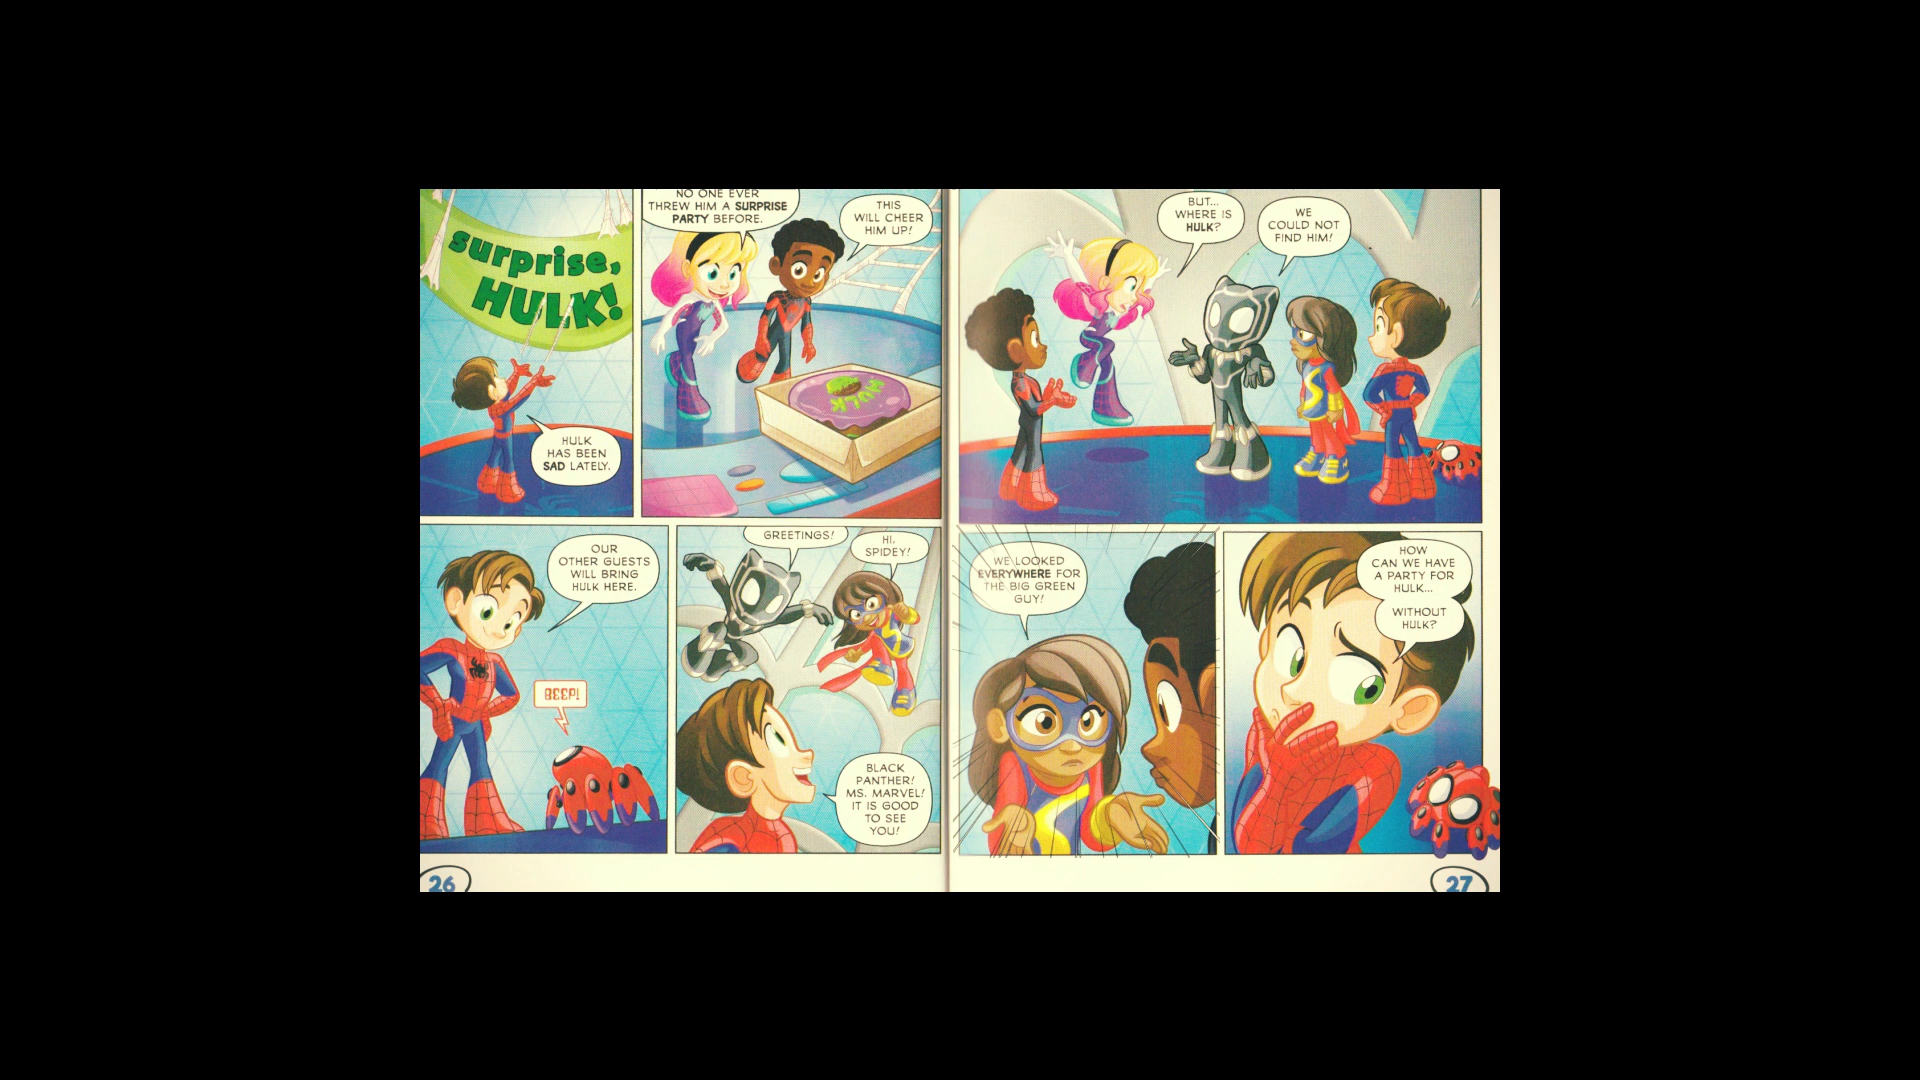 surprise,
HULK!
HULK
HAS BEEN
SAD LATELY.
NO ONE EVER
THREW HIM A SURPRISE
PARTY BEFORE.
THIS
WILL CHEER
HIM UP!
HULK
OUR
OTHER GUESTS
WILL BRING
HULK HERE.
BEEP!
GREETINGS!
HI,
SPIDEY!
BLACK
PANTHER!
MS. MARVEL!
IT IS GOOD
TO SEE
YOU!
26
BUT...
WHERE IS
HULK?
WE
COULD NOT
FIND HIM!
WE LOOKED
EVERYWHERE FOR
THE BIG GREEN
GUY!
HOW
CAN WE HAVE
A PARTY FOR
HULK...
WITHOUT
HULK?
27